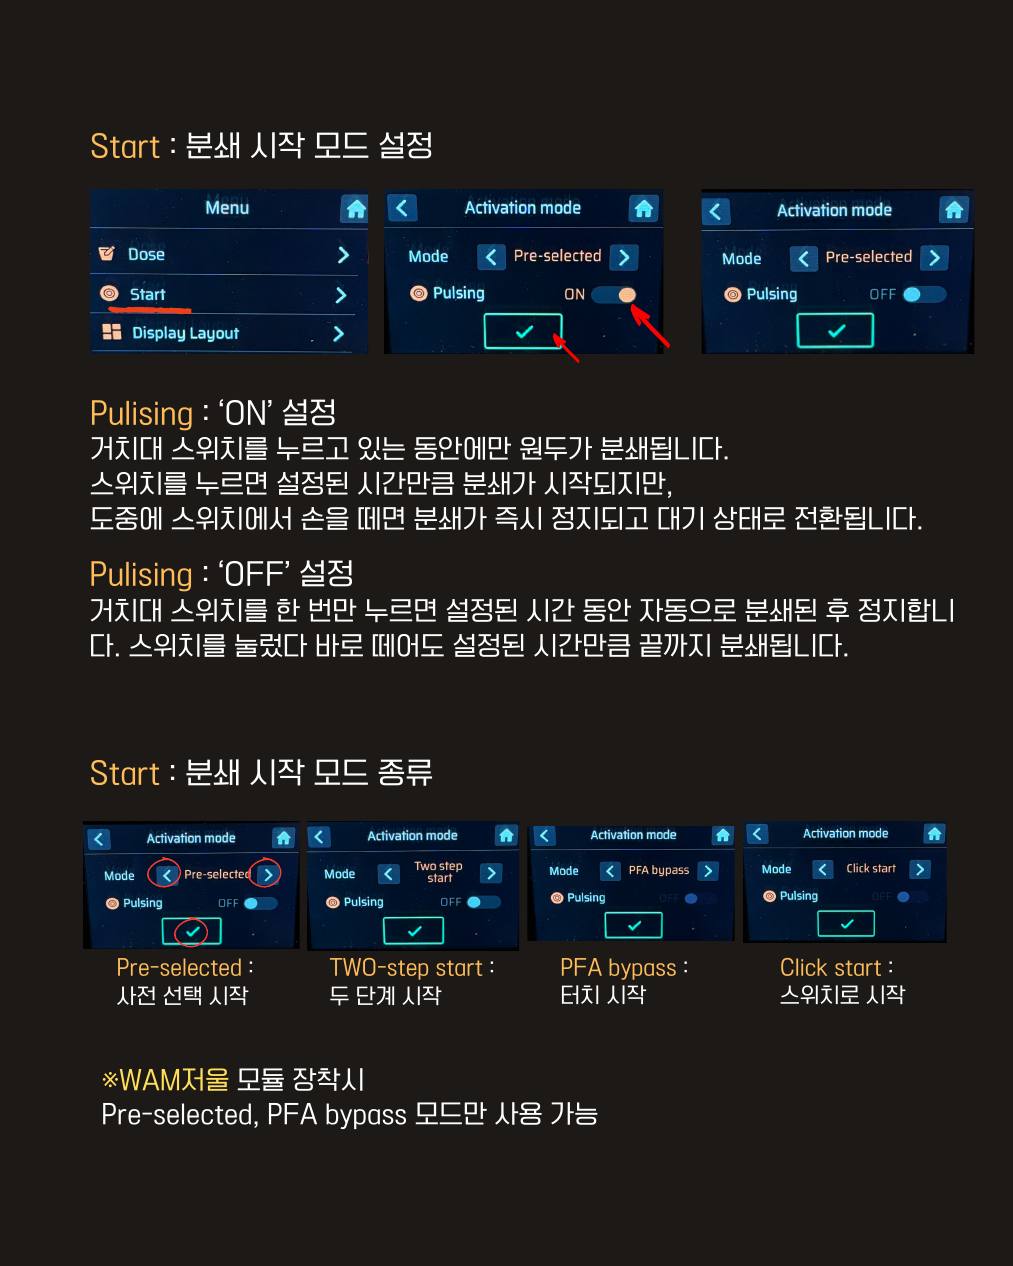 Start : 분쇄 시작 모드 설정
Menu
Dose
Start
Display Layout
Activation mode
Mode Pre-selected
Pulsing ON
Activation mode
Mode Pre-selected
Pulsing OFF
Pulising : ‘ON’ 설정
거치대 스위치를 누르고 있는 동안에만 원두가 분쇄됩니다.
스위치를 누르면 설정된 시간만큼 분쇄가 시작되지만,
도중에 스위치에서 손을 떼면 분쇄가 즉시 정지되고 대기 상태로 전환됩니다.
Pulising : ‘OFF’ 설정
거치대 스위치를 한 번만 누르면 설정된 시간 동안 자동으로 분쇄된 후 정지합니
다. 스위치를 눌렀다 바로 떼어도 설정된 시간만큼 끝까지 분쇄됩니다.
Start : 분쇄 시작 모드 종류
Activation mode
Mode Pre-selected
Pulsing OFF
Pre-selected :
사전 선택 시작
Activation mode
Mode Two step
start
Pulsing OFF
TWO-step start :
두 단계 시작
Activation mode
Mode PFA bypass
Pulsing OFF
PFA bypass :
터치 시작
Activation mode
Mode Click start
Pulsing OFF
Click start :
스위치로 시작
※WAM저울 모듈 장착시
Pre-selected, PFA bypass 모드만 사용 가능